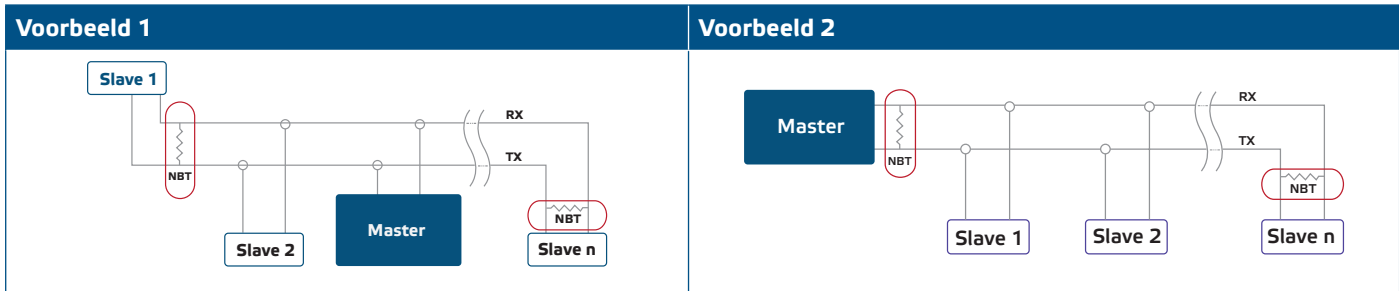 Voorbeeld 1
Slave 1
RX
TX
NBT
NBT
Master
Slave 2
Slave n
Voorbeeld 2
Master
RX
TX
NBT
NBT
Slave 1
Slave 2
Slave n